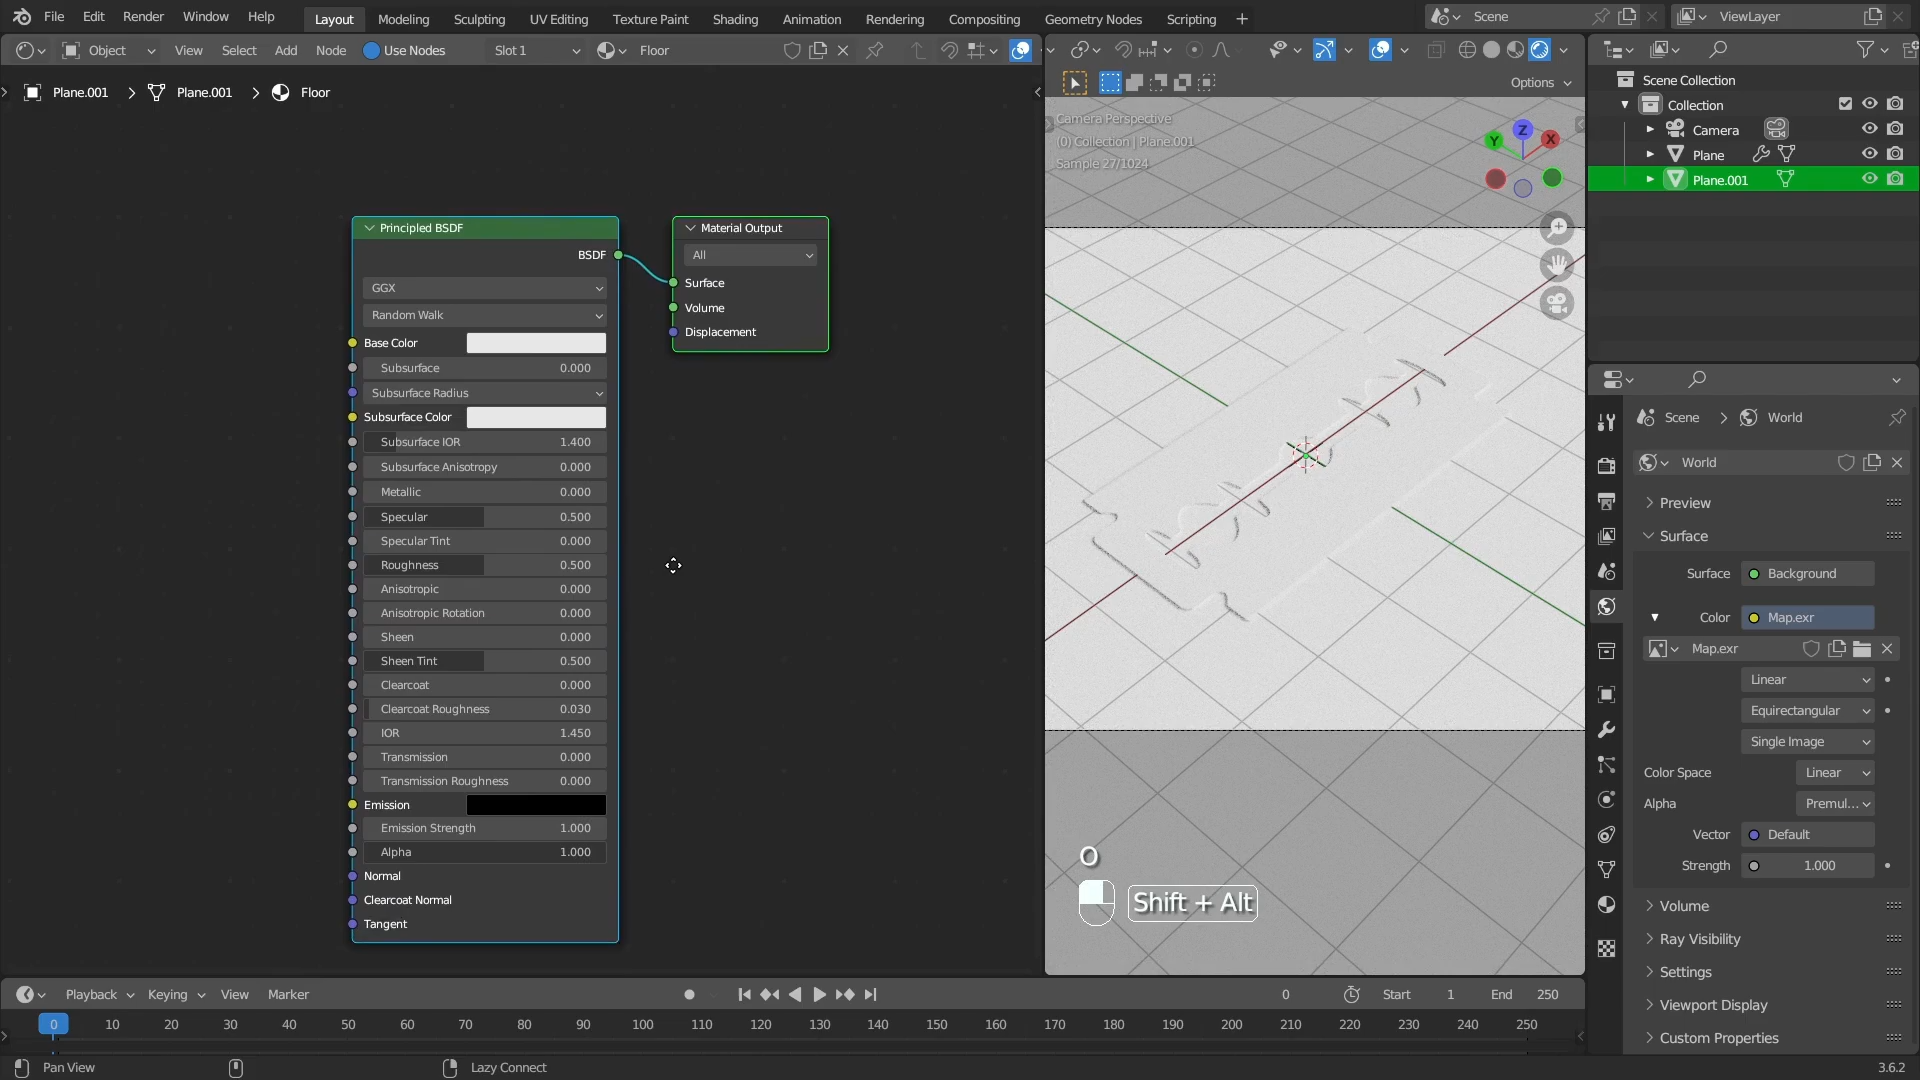 File Edit Render Window Help Layout Modeling Sculpting UV Editing Texture Paint Shading Animation Rendering Compositing Geometry Nodes Scripting Scene ViewLayer
Object View Select Add Node Use Nodes Slot 1 Floor
Options
Plane.001 Plane.001 Floor
Camera Perspective
(0) Collection | Plane.001
Sample 27/1024
Z
Y
X
Principled BSDF
BSDF
GGX
Random Walk
Base Color
Subsurface 0.000
Subsurface Radius
Subsurface Color
Subsurface IOR 1.400
Subsurface Anisotropy 0.000
Metallic 0.000
Specular 0.500
Specular Tint 0.000
Roughness 0.500
Anisotropic 0.000
Anisotropic Rotation 0.000
Sheen 0.000
Sheen Tint 0.500
Clearcoat 0.000
Clearcoat Roughness 0.030
IOR 1.450
Transmission 0.000
Transmission Roughness 0.000
Emission
Emission Strength 1.000
Alpha 1.000
Normal
Clearcoat Normal
Tangent
Material Output
All
Surface
Volume
Displacement
O
Shift + Alt
Scene Collection
Collection
Camera
Plane
Plane.001
Scene World
World
Preview
Surface
Surface Background
Color Map.exr
Map.exr
Linear
Equirectangular
Single Image
Color Space Linear
Alpha Premul...
Vector Default
Strength 1.000
Volume
Ray Visibility
Settings
Viewport Display
Custom Properties
Playback Keying View Marker 0 Start 1 End 250
0 10 20 30 40 50 60 70 80 90 100 110 120 130 140 150 160 170 180 190 200 210 220 230 240 250
Pan View Lazy Connect 3.6.2